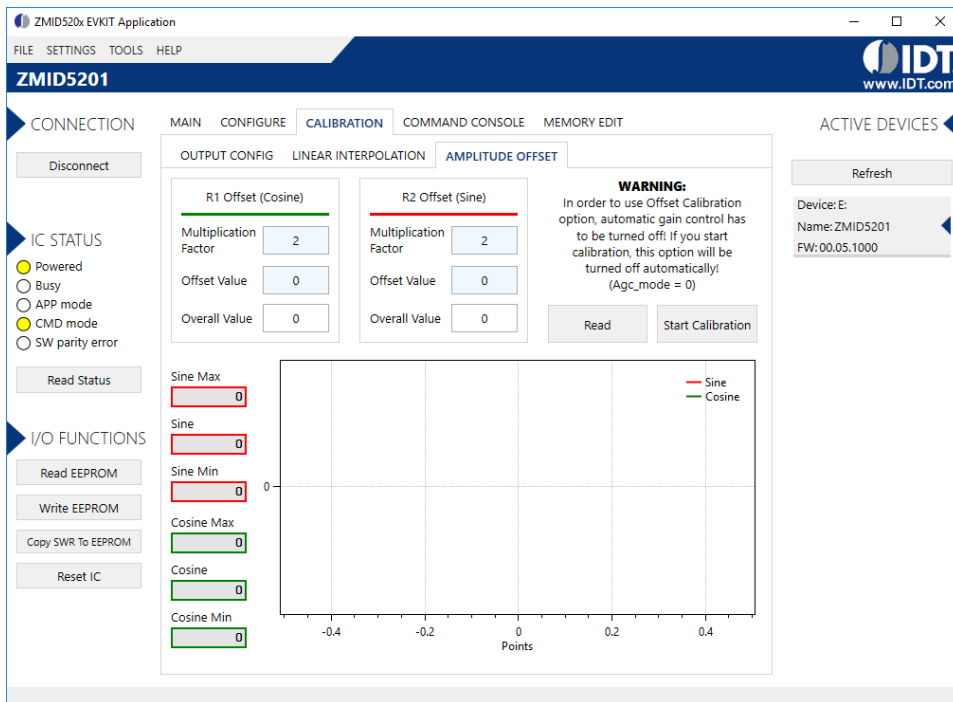 ZMID520x EVKIT Application
FILE SETTINGS TOOLS HELP
IDT
www.IDT.com
ZMID5201
CONNECTION
Disconnect
IC STATUS
Powered
Busy
APP mode
CMD mode
SW parity error
Read Status
I/O FUNCTIONS
Read EEPROM
Write EEPROM
Copy SWR To EEPROM
Reset IC
MAIN CONFIGURE CALIBRATION COMMAND CONSOLE MEMORY EDIT
OUTPUT CONFIG LINEAR INTERPOLATION AMPLITUDE OFFSET
R1 Offset (Cosine)
Multiplication
Factor
2
Offset Value 0
Overall Value 0
R2 Offset (Sine)
Multiplication
Factor
2
Offset Value 0
Overall Value 0
WARNING:
In order to use Offset Calibration
option, automatic gain control has
to be turned off! If you start
calibration, this option will be
turned off automatically!
(Agc_mode = 0)
Read Start Calibration
Sine Max
0
Sine
0
Sine Min
0
Cosine Max
0
Cosine
0
Cosine Min
0
Sine
Cosine
0
-0.4 -0.2 0 0.2 0.4
Points
ACTIVE DEVICES
Refresh
Device: E:
Name: ZMID5201
FW: 00.05.1000